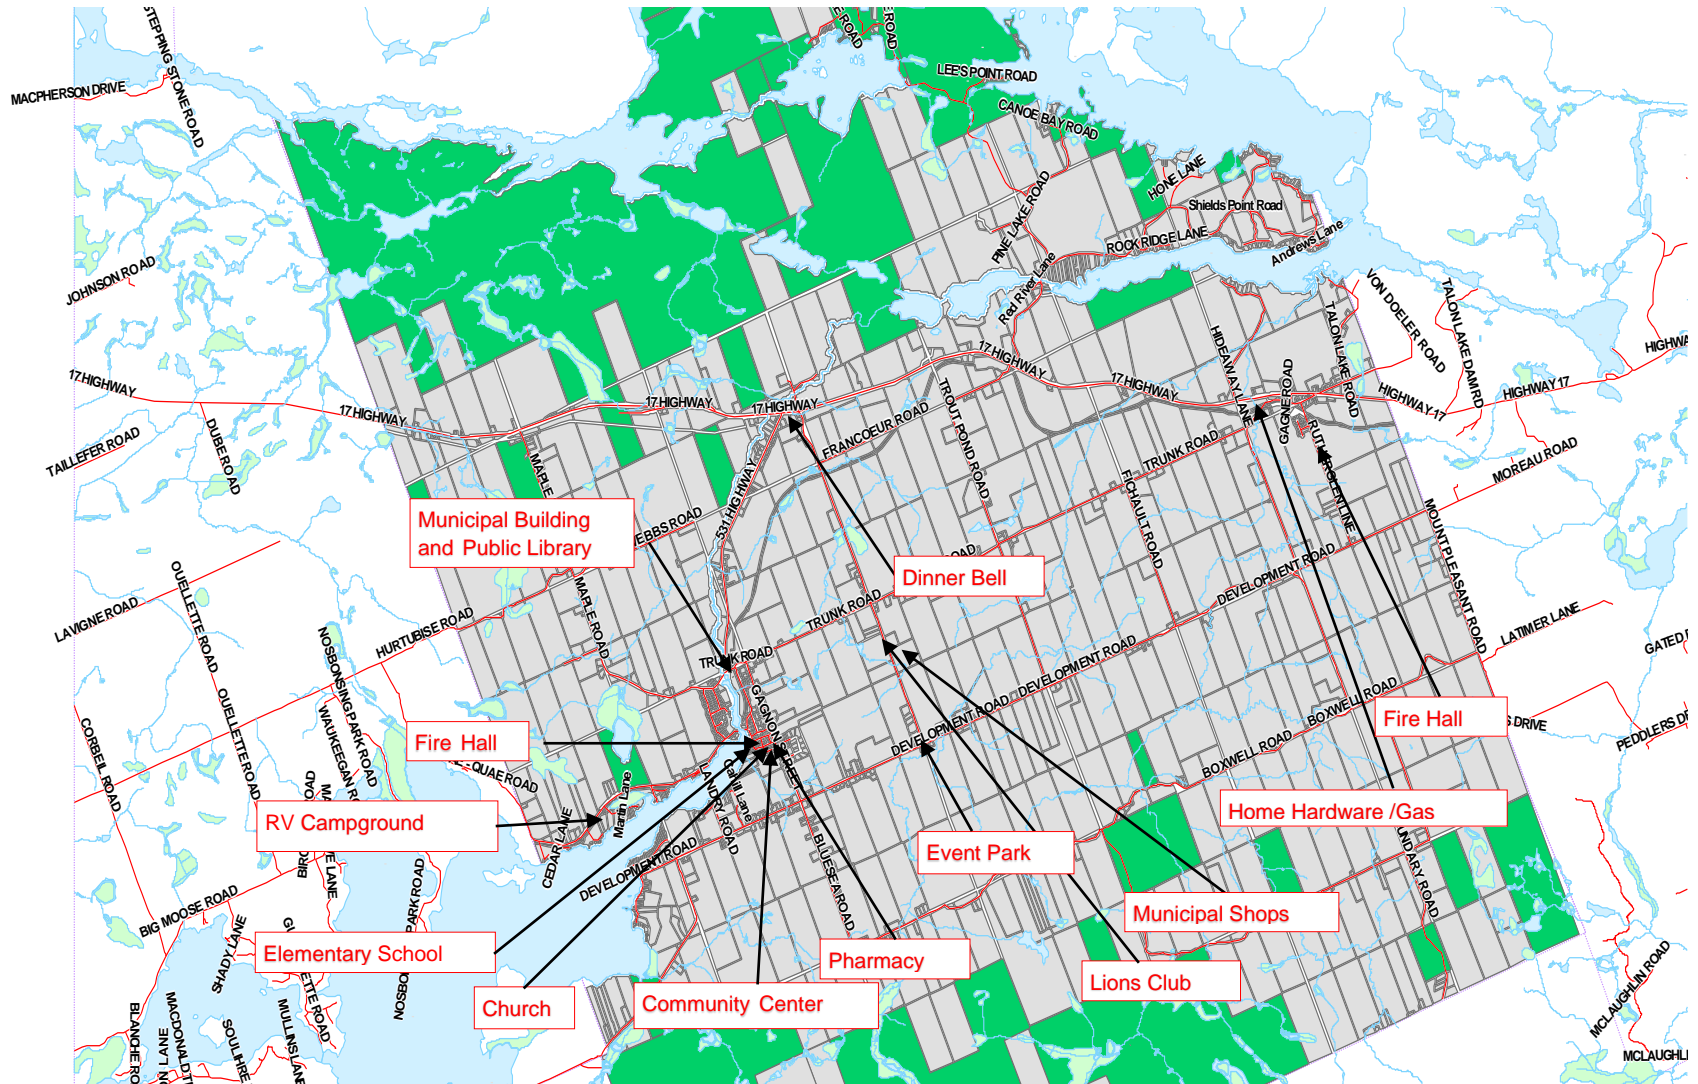 STEPPING STONE ROAD
MACPHERSON DRIVE
ROAD
LEE'S POINT ROAD
CANOE BAY ROAD
HONE LANE
Shields Point Road
PINE LAKE ROAD
ROCK RIDGE LANE
Andrews Lane
JOHNSON ROAD
Red River Lane
VON DOELER ROAD
TALON LAKE DAM RD
TALON LAKE ROAD
HIDEAWAY LANE
GAGNE ROAD
17 HIGHWAY
17 HIGHWAY
17 HIGHWAY
17 HIGHWAY
17 HIGHWAY
17 HIGHWAY
HIGHWAY 17
HIGHWAY 17
TAILLEFER ROAD
DUBE ROAD
MAPLE
FRANCOEUR ROAD
TROUT POND ROAD
TRUNK ROAD
MOREAU ROAD
531 HIGHWAY
PICHAULT ROAD
MOUNT PLEASANT ROAD
Municipal Building
and Public Library
Dinner Bell
DEVELOPMENT ROAD
LAVIGNE ROAD
OUELLETTE ROAD
HURTUBISE ROAD
MAPLE ROAD
TRUNK ROAD
TRUNK ROAD
LATIMER LANE
NOSBONSING PARK ROAD
WAUKEEGAN
OUELLETTE ROAD
CORBEIL ROAD
GAGNON STREET
DEVELOPMENT ROAD
DEVELOPMENT ROAD
BOXWELL ROAD
BOXWELL ROAD
Fire Hall
Fire Hall
DRIVE
Home Hardware /Gas
RV Campground
Martin Lane
CEDAR LANE
Cahill Lane
LANDRY ROAD
DEVELOPMENT ROAD
BLUESEA ROAD
Event Park
Municipal Shops
BIG MOOSE ROAD
SHADY LANE
PARK ROAD
Elementary School
Pharmacy
Lions Club
Church
Community Center
MCLAUGHLIN ROAD
MULLINS LANE